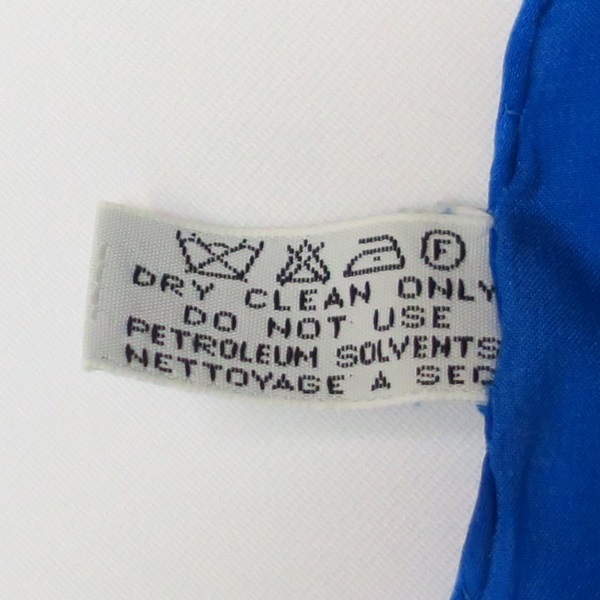 F
DRY CLEAN ONLY
DO NOT USE
PETROLEUM SOLVENTS
NETTOYAGE A SEC